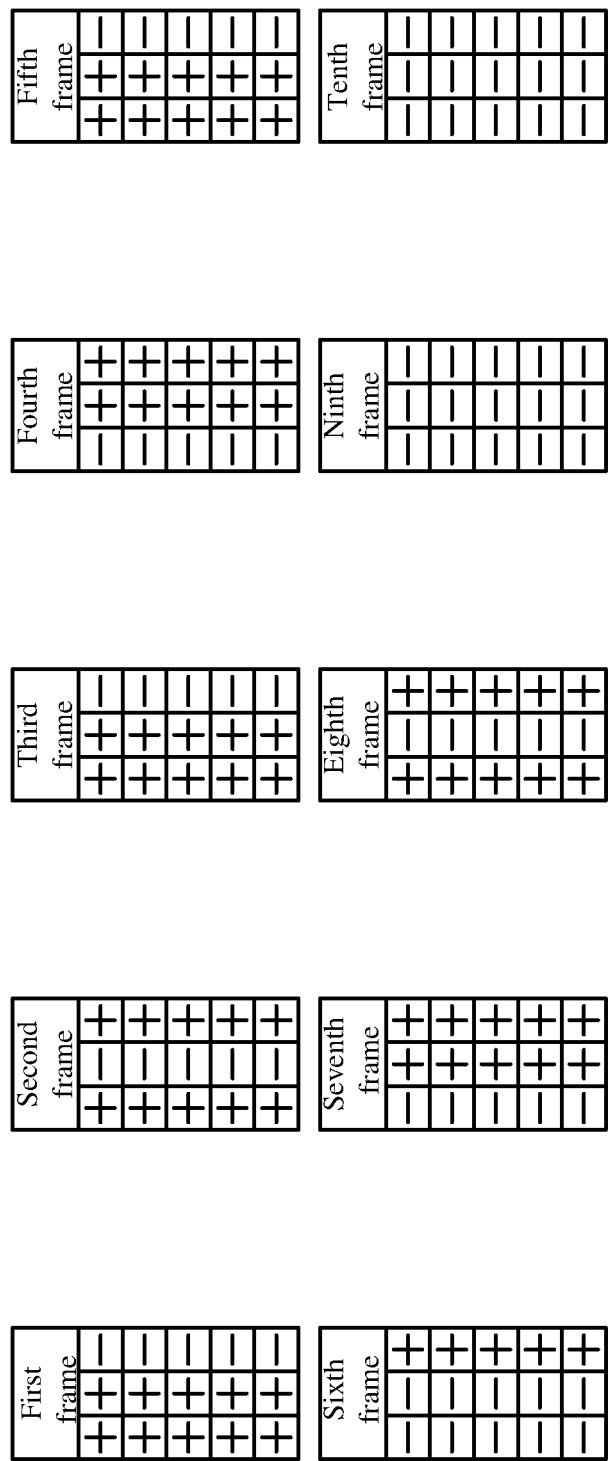 First
frame
+ + −
+ + −
+ + −
+ + −
+ + −
Second
frame
+ − +
+ − +
+ − +
+ − +
+ − +
Third
frame
+ + −
+ + −
+ + −
+ + −
+ + −
Fourth
frame
− + +
− + +
− + +
− + +
− + +
Fifth
frame
+ + −
+ + −
+ + −
+ + −
+ + −
Sixth
frame
− − +
− − +
− − +
− − +
− − +
Seventh
frame
− + +
− + +
− + +
− + +
− + +
Eighth
frame
+ − +
+ − +
+ − +
+ − +
+ − +
Ninth
frame
− − −
− − −
− − −
− − −
− − −
Tenth
frame
− − −
− − −
− − −
− − −
− − −